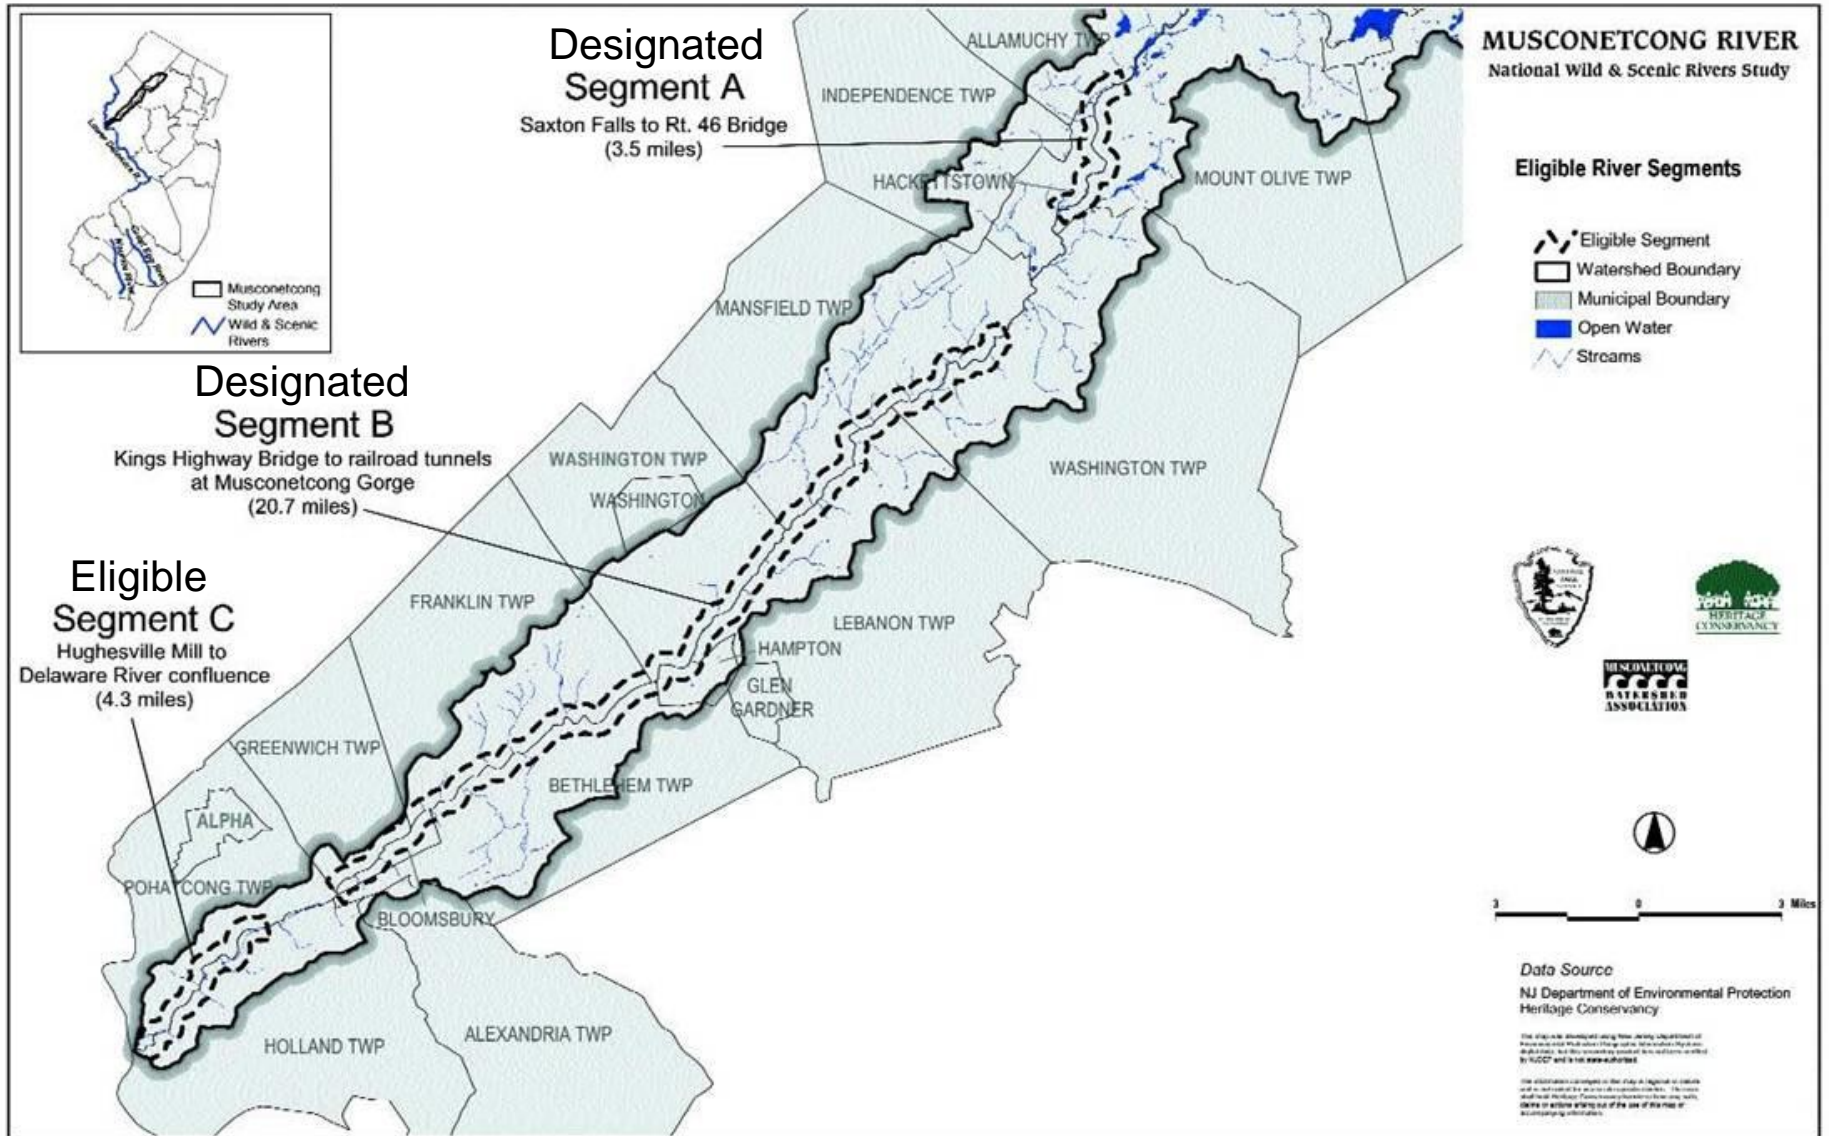 MUSCONETCONG RIVER
National Wild & Scenic Rivers Study
Eligible River Segments
Eligible Segment
Watershed Boundary
Municipal Boundary
Open Water
Streams
Lower Delaware R.
Musconetcong
Study Area
Wild & Scenic
Rivers
Designated
Segment A
Saxton Falls to Rt. 46 Bridge
(3.5 miles)
Designated
Segment B
Kings Highway Bridge to railroad tunnels
at Musconetcong Gorge
(20.7 miles)
Eligible
Segment C
Hughesville Mill to
Delaware River confluence
(4.3 miles)
ALLAMUCHY TWP
INDEPENDENCE TWP
HACKETTSTOWN
MOUNT OLIVE TWP
MANSFIELD TWP
WASHINGTON TWP
WASHINGTON
WASHINGTON TWP
FRANKLIN TWP
LEBANON TWP
HAMPTON
GLEN
GARDNER
GREENWICH TWP
BETHLEHEM TWP
ALPHA
POHATCONG TWP
BLOOMSBURY
HOLLAND TWP
ALEXANDRIA TWP
HERITAGE
CONSERVANCY
MUSCONETCONG
WATERSHED
ASSOCIATION
3 0 3 Miles
Data Source
NJ Department of Environmental Protection
Heritage Conservancy